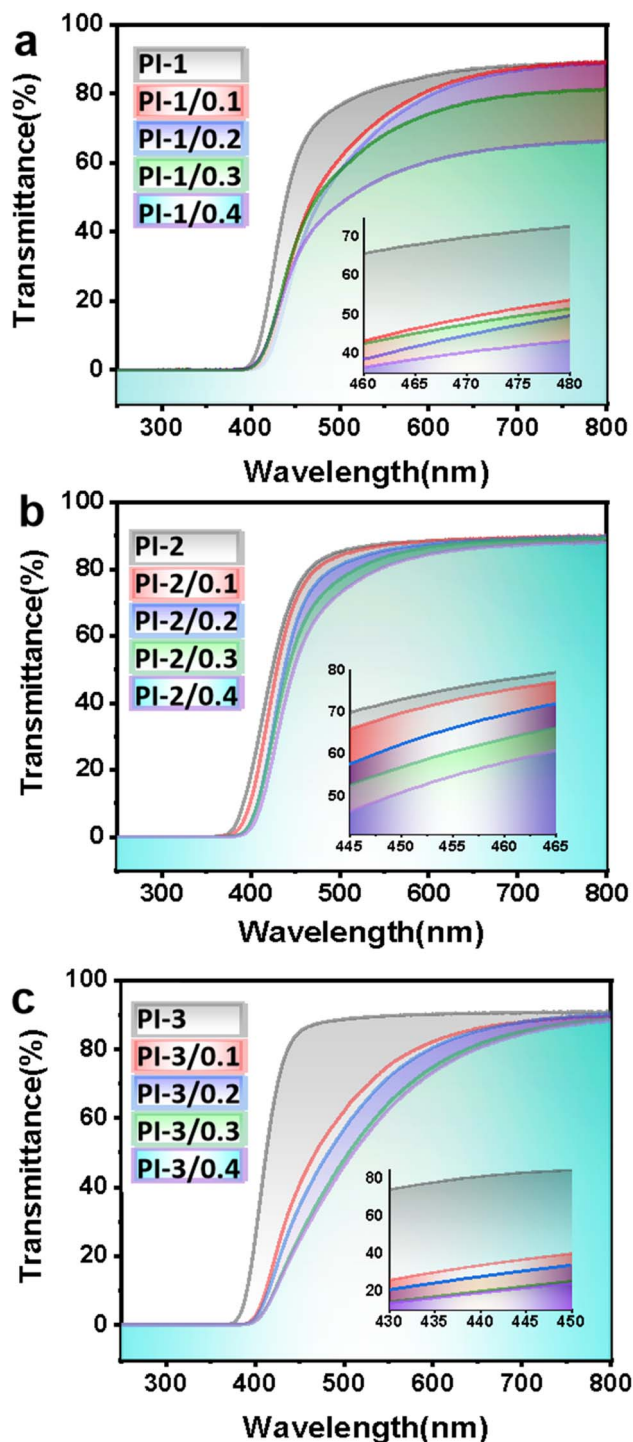 a
100
80
60
40
20
0
Transmittance(%)
PI-1
PI-1/0.1
PI-1/0.2
PI-1/0.3
PI-1/0.4
70
60
50
40
460 465 470 475 480
300 400 500 600 700 800
Wavelength(nm)
b
100
80
60
40
20
0
Transmittance(%)
PI-2
PI-2/0.1
PI-2/0.2
PI-2/0.3
PI-2/0.4
80
70
60
50
445 450 455 460 465
300 400 500 600 700 800
Wavelength(nm)
c
100
80
60
40
20
0
Transmittance(%)
PI-3
PI-3/0.1
PI-3/0.2
PI-3/0.3
PI-3/0.4
80
60
40
20
430 435 440 445 450
300 400 500 600 700 800
Wavelength(nm)